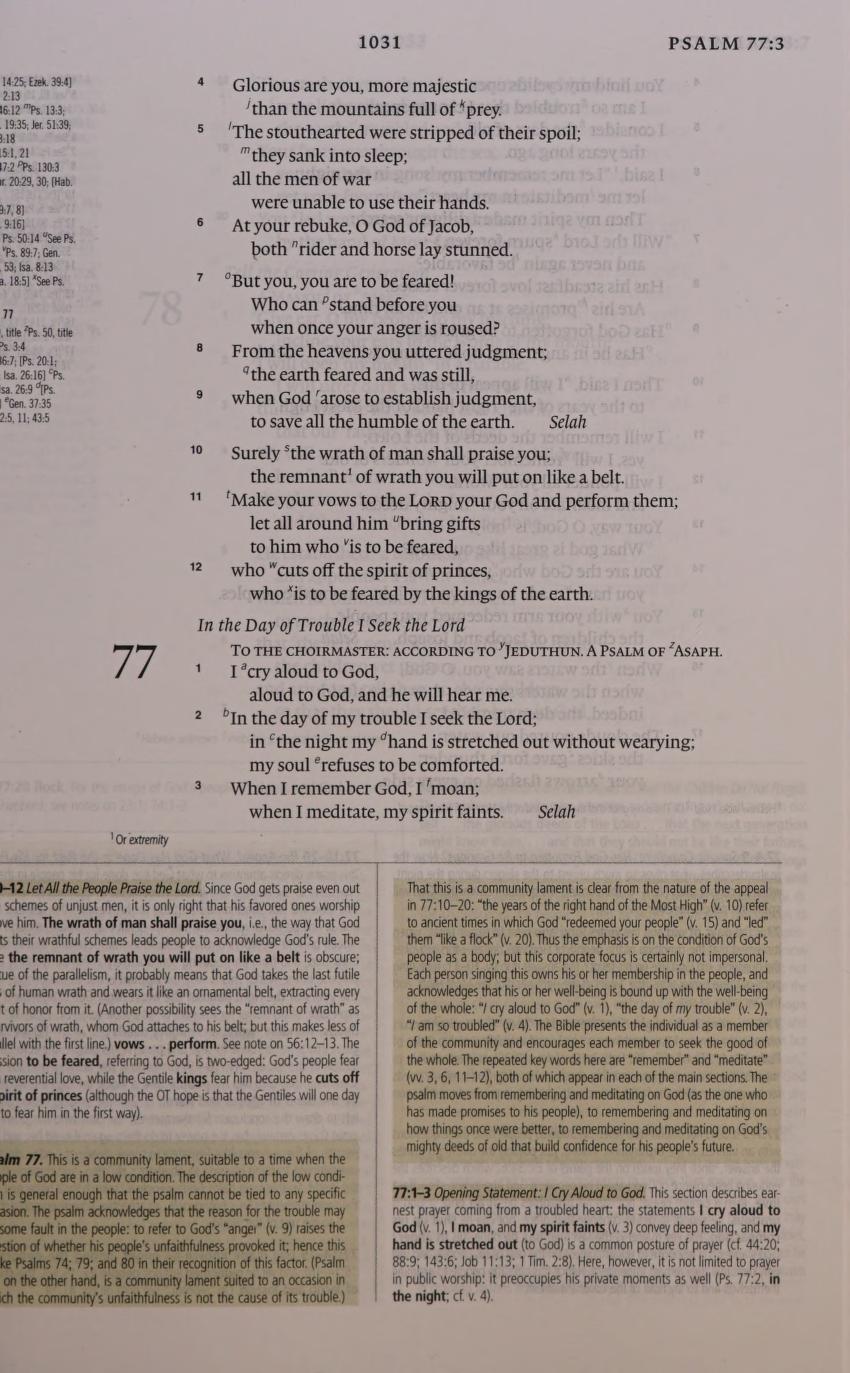 1031
PSALM 77:3
14:25; Ezek. 39:4]
2:13
16:12 mPs. 13:3;
19:35; Jer. 51:39;
:18
5:1, 21
17:2 pPs. 130:3
r. 20:29, 30; [Hab.
9:7, 8]
9:16]
Ps. 50:14 uSee Ps.
vPs. 89:7; Gen.
53; Isa. 8:13
a. 18:5] xSee Ps.
77
, title zPs. 50, title
Ps. 3:4
16:7; [Ps. 20:1;
Isa. 26:16] cPs.
sa. 26:9 d[Ps.
] eGen. 37:35
2:5, 11; 43:5
4 Glorious are you, more majestic
jthan the mountains full of kprey.
5 lThe stouthearted were stripped of their spoil;
mthey sank into sleep;
all the men of war
were unable to use their hands.
6 At your rebuke, O God of Jacob,
both nrider and horse lay stunned.
7 oBut you, you are to be feared!
Who can pstand before you
when once your anger is roused?
8 From the heavens you uttered judgment;
qthe earth feared and was still,
9 when God rarose to establish judgment,
to save all the humble of the earth. Selah
10 Surely sthe wrath of man shall praise you;
the remnant1 of wrath you will put on like a belt.
11 tMake your vows to the LORD your God and perform them;
let all around him ubring gifts
to him who vis to be feared,
12 who wcuts off the spirit of princes,
who xis to be feared by the kings of the earth.
In the Day of Trouble I Seek the Lord
77 TO THE CHOIRMASTER: ACCORDING TO yJEDUTHUN. A PSALM OF zASAPH.
1 I acry aloud to God,
aloud to God, and he will hear me.
2 bIn the day of my trouble I seek the Lord;
in cthe night my dhand is stretched out without wearying;
my soul erefuses to be comforted.
3 When I remember God, I fmoan;
when I meditate, my spirit faints. Selah
1 Or extremity
–12 Let All the People Praise the Lord. Since God gets praise even out
schemes of unjust men, it is only right that his favored ones worship
ve him. The wrath of man shall praise you, i.e., the way that God
ts their wrathful schemes leads people to acknowledge God's rule. The
e the remnant of wrath you will put on like a belt is obscure;
tue of the parallelism, it probably means that God takes the last futile
of human wrath and wears it like an ornamental belt, extracting every
t of honor from it. (Another possibility sees the "remnant of wrath" as
rvivors of wrath, whom God attaches to his belt; but this makes less of
llel with the first line.) vows . . . perform. See note on 56:12–13. The
sion to be feared, referring to God, is two-edged: God's people fear
reverential love, while the Gentile kings fear him because he cuts off
pirit of princes (although the OT hope is that the Gentiles will one day
to fear him in the first way).
alm 77. This is a community lament, suitable to a time when the
ple of God are in a low condition. The description of the low condi-
n is general enough that the psalm cannot be tied to any specific
asion. The psalm acknowledges that the reason for the trouble may
some fault in the people: to refer to God's "anger" (v. 9) raises the
stion of whether his people's unfaithfulness provoked it; hence this
ke Psalms 74; 79; and 80 in their recognition of this factor. (Psalm
on the other hand, is a community lament suited to an occasion in
ich the community's unfaithfulness is not the cause of its trouble.)
That this is a community lament is clear from the nature of the appeal
in 77:10–20: "the years of the right hand of the Most High" (v. 10) refer
to ancient times in which God "redeemed your people" (v. 15) and "led"
them "like a flock" (v. 20). Thus the emphasis is on the condition of God's
people as a body; but this corporate focus is certainly not impersonal.
Each person singing this owns his or her membership in the people, and
acknowledges that his or her well-being is bound up with the well-being
of the whole: "I cry aloud to God" (v. 1), "the day of my trouble" (v. 2),
"I am so troubled" (v. 4). The Bible presents the individual as a member
of the community and encourages each member to seek the good of
the whole. The repeated key words here are "remember" and "meditate"
(vv. 3, 6, 11–12), both of which appear in each of the main sections. The
psalm moves from remembering and meditating on God (as the one who
has made promises to his people), to remembering and meditating on
how things once were better, to remembering and meditating on God's
mighty deeds of old that build confidence for his people's future.
77:1–3 Opening Statement: I Cry Aloud to God. This section describes ear-
nest prayer coming from a troubled heart: the statements I cry aloud to
God (v. 1), I moan, and my spirit faints (v. 3) convey deep feeling, and my
hand is stretched out (to God) is a common posture of prayer (cf. 44:20;
88:9; 143:6; Job 11:13; 1 Tim. 2:8). Here, however, it is not limited to prayer
in public worship: it preoccupies his private moments as well (Ps. 77:2, in
the night; cf. v. 4).